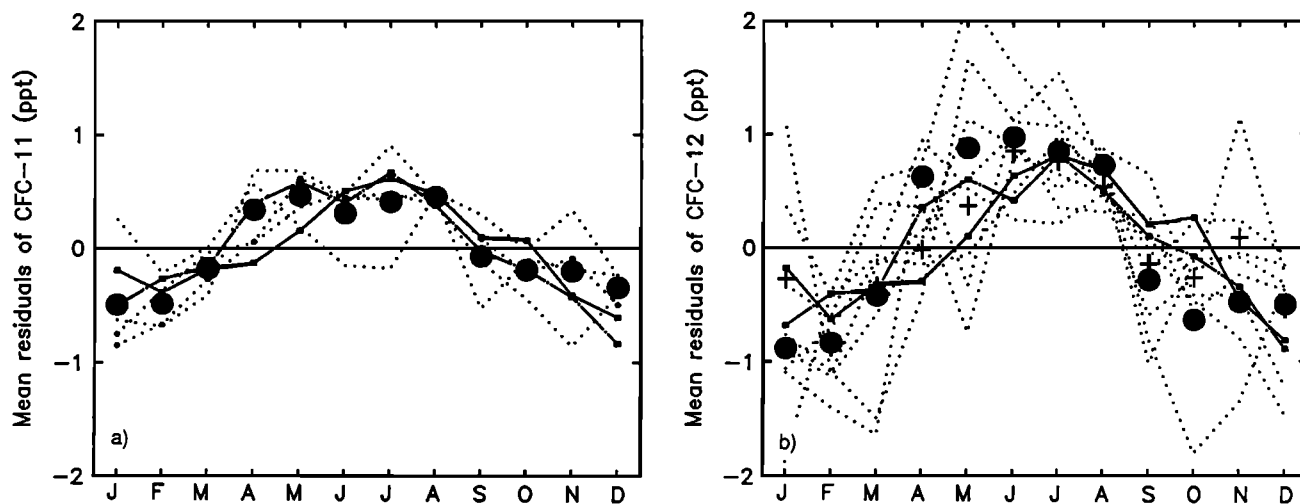 Mean residuals of CFC-11 (ppt)
2
1
0
-1
-2
a)
J F M A M J J A S O N D
Mean residuals of CFC-12 (ppt)
2
1
0
-1
-2
b)
J F M A M J J A S O N D